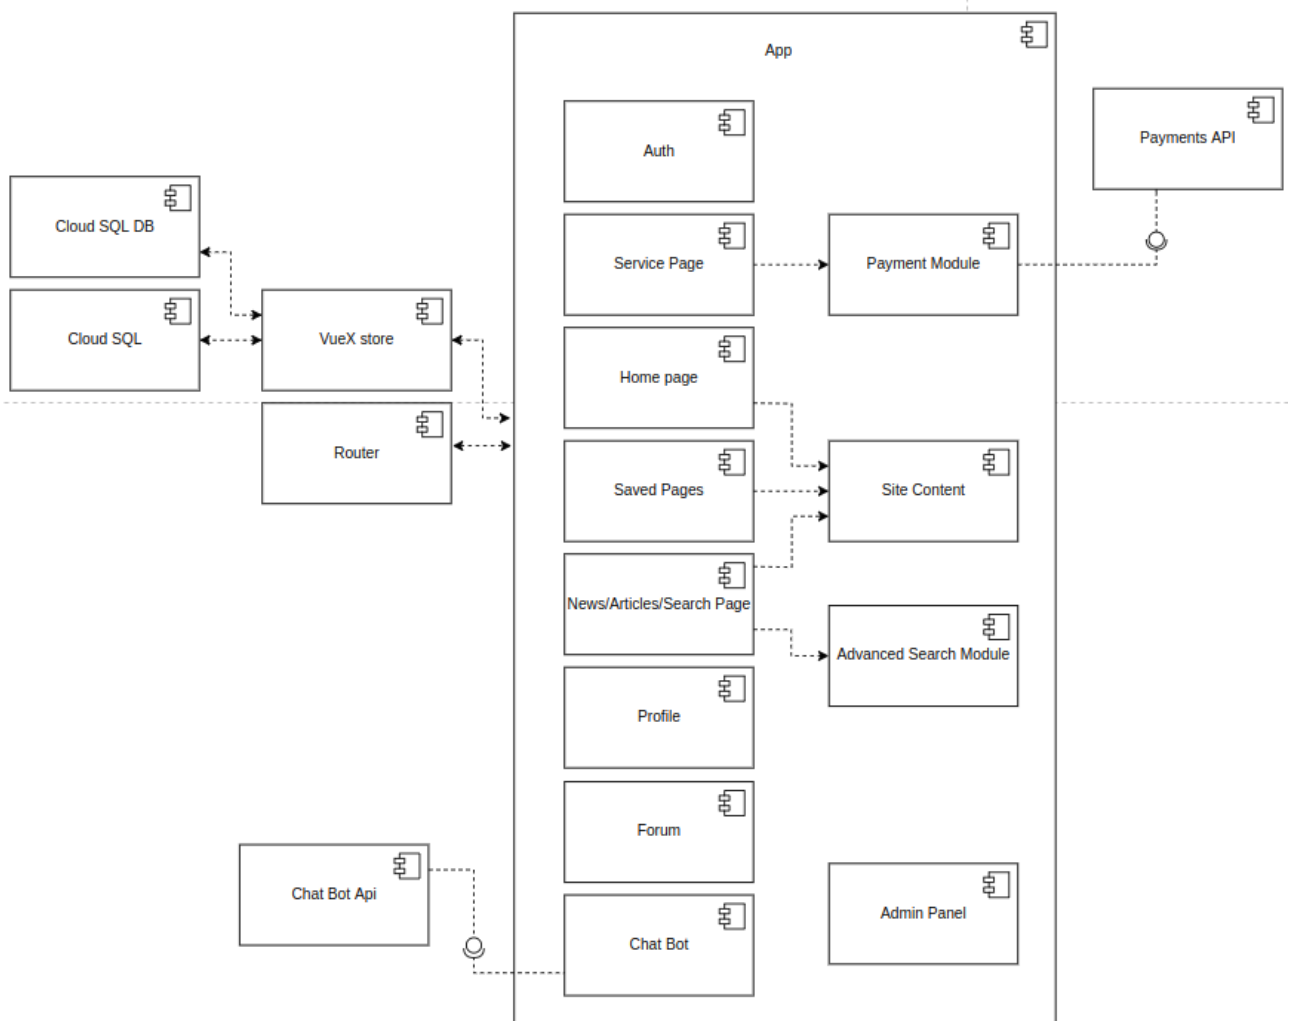 App
Auth
Payments API
Cloud SQL DB
Service Page
Payment Module
Cloud SQL
VueX store
Home page
Router
Saved Pages
Site Content
News/Articles/Search Page
Advanced Search Module
Profile
Forum
Chat Bot Api
Admin Panel
Chat Bot